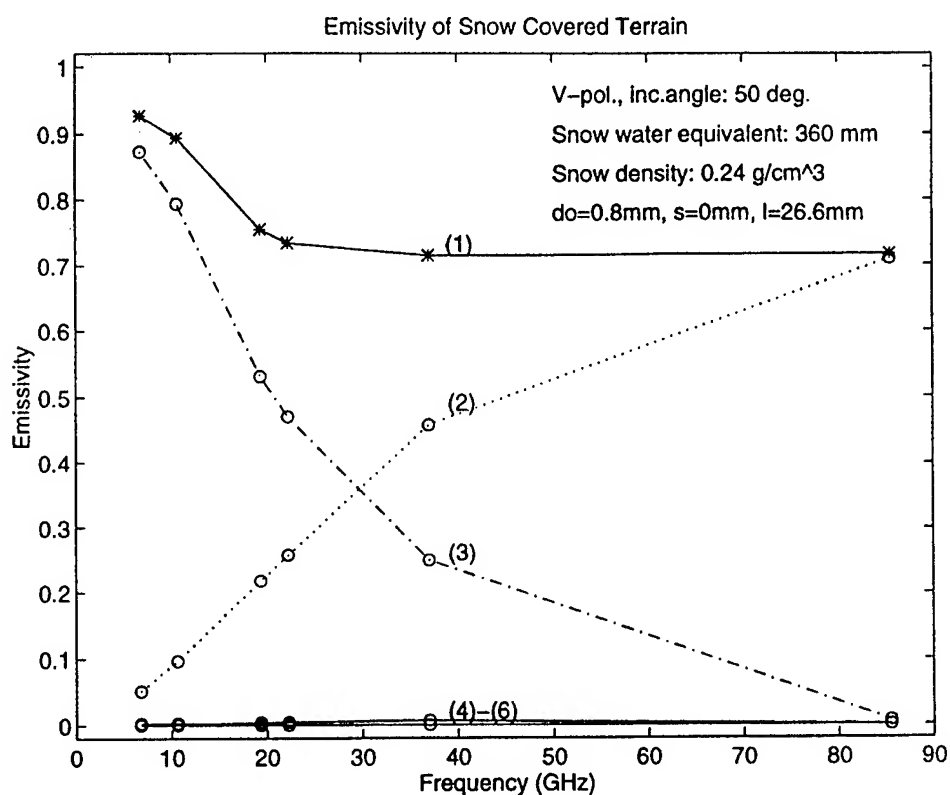 Emissivity of Snow Covered Terrain
1
0.9
0.8
0.7
0.6
0.5
0.4
0.3
0.2
0.1
0
Emissivity
V-pol., inc.angle: 50 deg.
Snow water equivalent: 360 mm
Snow density: 0.24 g/cm^3
do=0.8mm, s=0mm, l=26.6mm
(1)
(2)
(3)
(4)-(6)
0 10 20 30 40 50 60 70 80 90
Frequency (GHz)